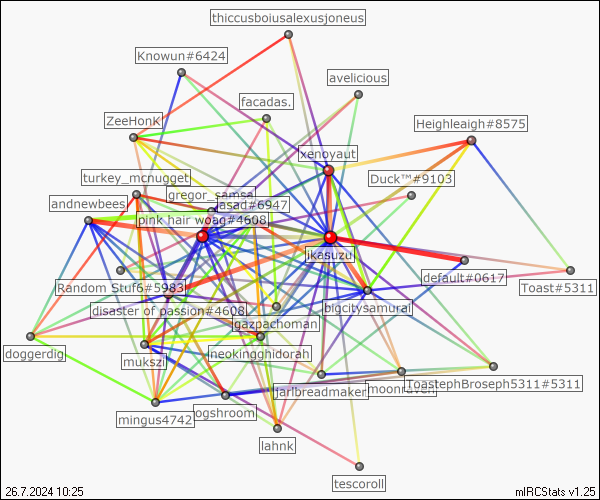 thiccusboiusalexusjoneus
Knowun#6424
avelicious
facadas.
ZeeHonK
Heighleaigh#8575
xenoyaut
turkey_mcnugget
Duck™#9103
gregor_samsa
andnewbees
asad#6947
pink hair woag#4608
ikasuzui
default#0617
Random Stuf6#5983
Toast#5311
disaster of passion#4608
bigcitysamurai
gazpachoman
doggerdig
mukszi
neokingghidorah
jarlbreadmaker
moonraven
ToastephBroseph5311#5311
mingus4742
ogshroom
lahnk
tescoroll
26.7.2024 10:25
mIRCStats v1.25